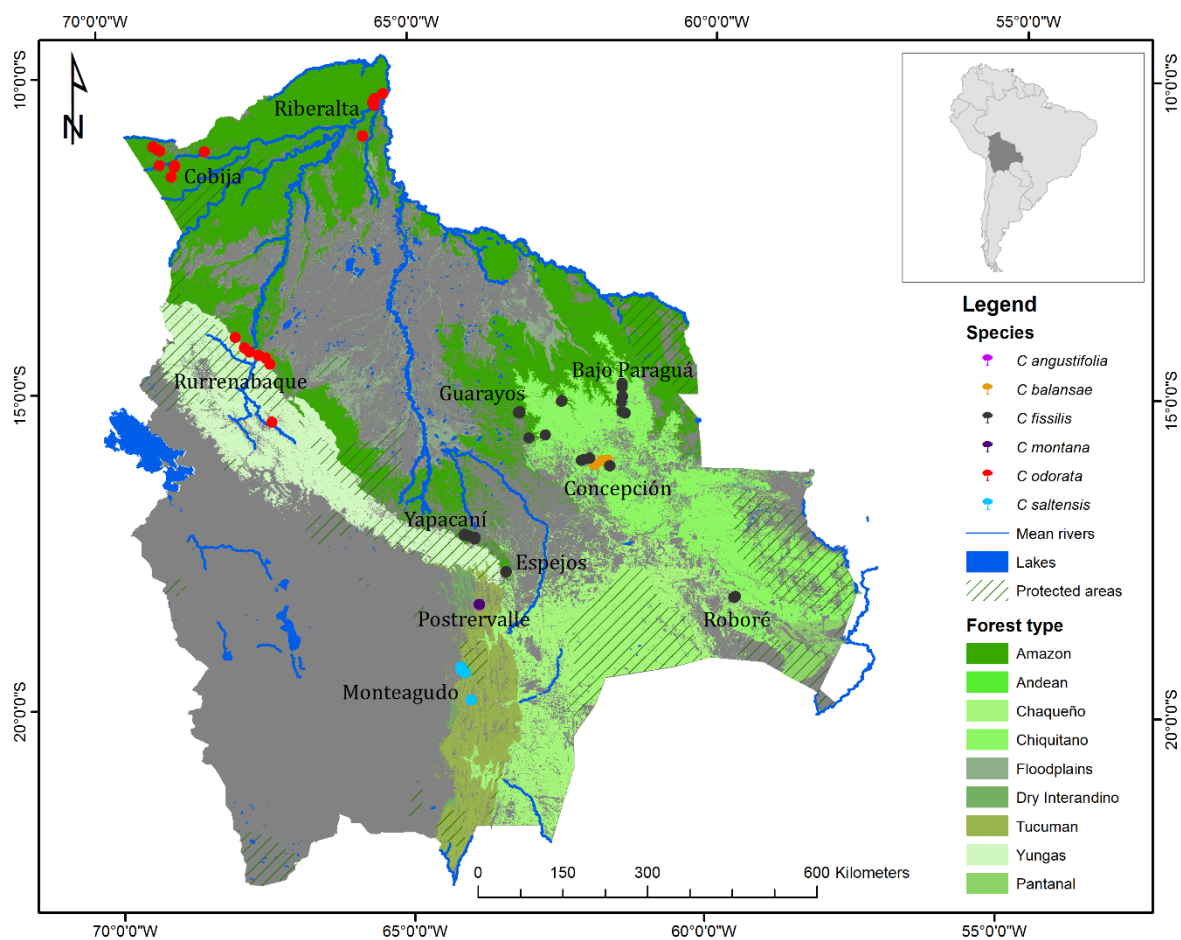 70°0'0"W
65°0'0"W
60°0'0"W
55°0'0"W
10°0'0"S
10°0'0"S
N
Riberalta
Cobija
Legend
Species
C angustifolia
C balansae
C fissilis
C montana
C odorata
C saltensis
Mean rivers
Lakes
Protected areas
Forest type
Amazon
Andean
Chaqueño
Chiquitano
Floodplains
Dry Interandino
Tucuman
Yungas
Pantanal
Rurrenabaque
Bajo Paraguá
Guarayos
15°0'0"S
15°0'0"S
Concepción
Yapacaní
Espejos
Postrervalle
Roboré
Monteagudo
20°0'0"S
20°0'0"S
0 150 300 600 Kilometers
70°0'0"W
65°0'0"W
60°0'0"W
55°0'0"W